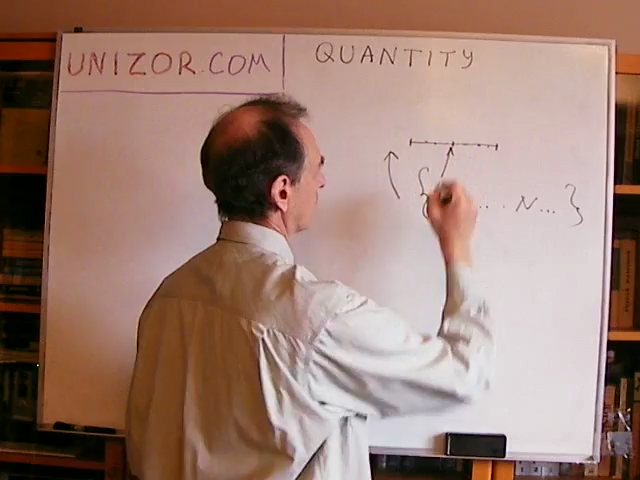 UNIZOR.COM
QUANTITY
{ . . . N... }